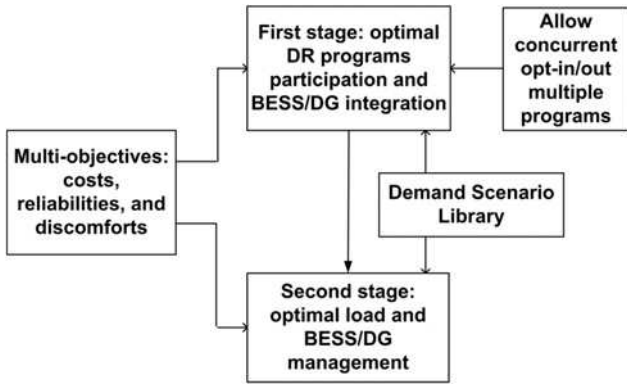 First stage: optimal
DR programs
participation and
BESS/DG integration
Allow
concurrent
opt-in/out
multiple
programs
Multi-objectives:
costs,
reliabilities, and
discomforts
Demand Scenario
Library
Second stage:
optimal load and
BESS/DG
management